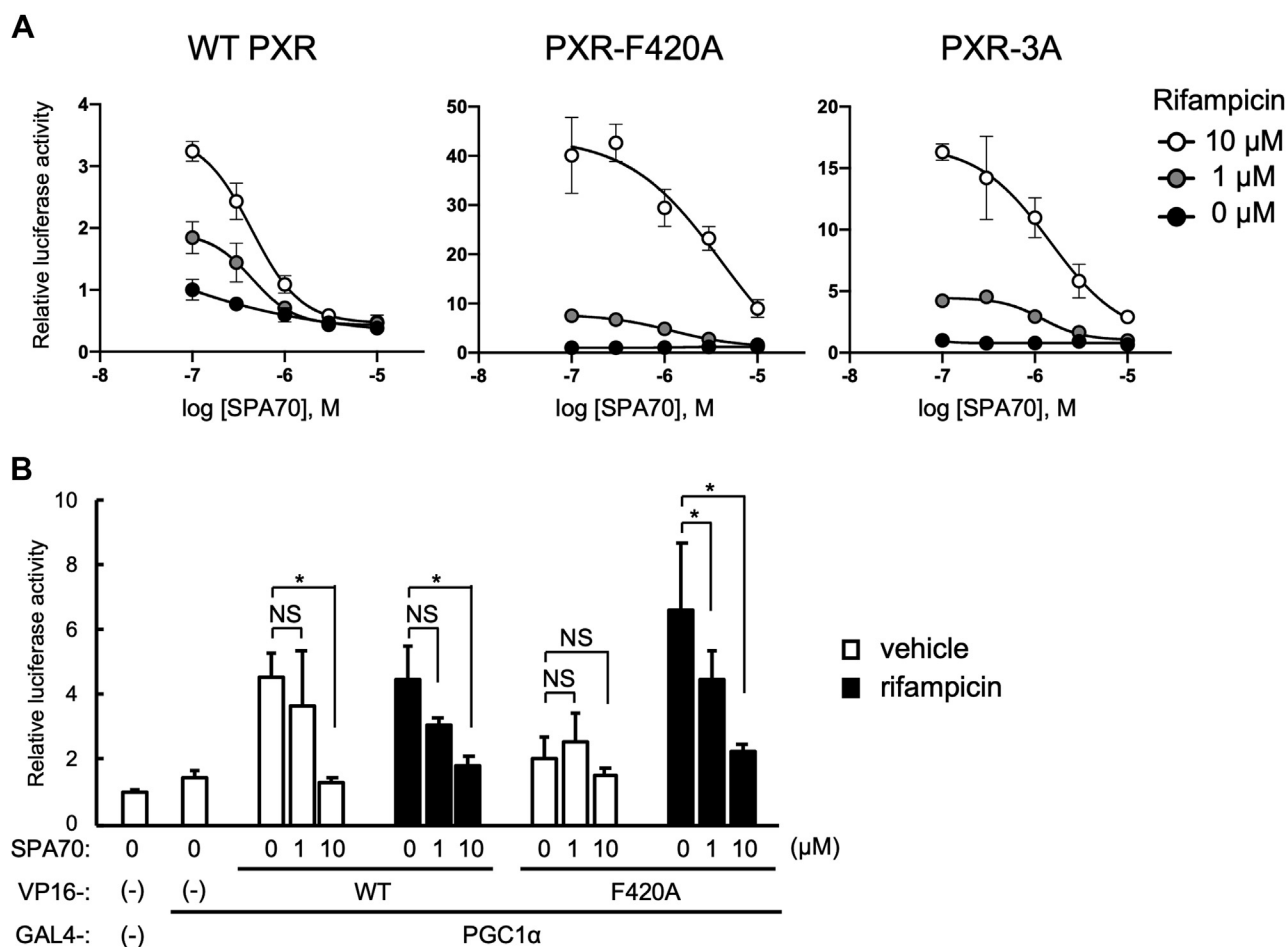 A
WT PXR
PXR-F420A
PXR-3A
Relative luciferase activity
4
3
2
1
0
-8
-7
-6
-5
log [SPA70], M
50
40
30
20
10
0
-8
-7
-6
-5
log [SPA70], M
20
15
10
5
0
-8
-7
-6
-5
log [SPA70], M
Rifampicin
10 µM
1 µM
0 µM
B
Relative luciferase activity
10
8
6
4
2
0
*
NS
*
NS
NS
NS
*
*
vehicle
rifampicin
SPA70: 0 0 0 1 10 0 1 10 0 1 10 0 1 10 (µM)
VP16-: (-) (-) WT F420A
GAL4-: (-) PGC1α